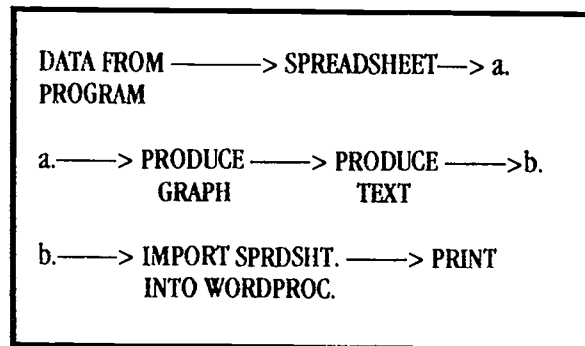 DATA FROM ———> SPREADSHEET—> a.
PROGRAM
a.——> PRODUCE ——> PRODUCE ——>b.
GRAPH TEXT
b.——> IMPORT SPRDSHT. ——> PRINT
INTO WORDPROC.